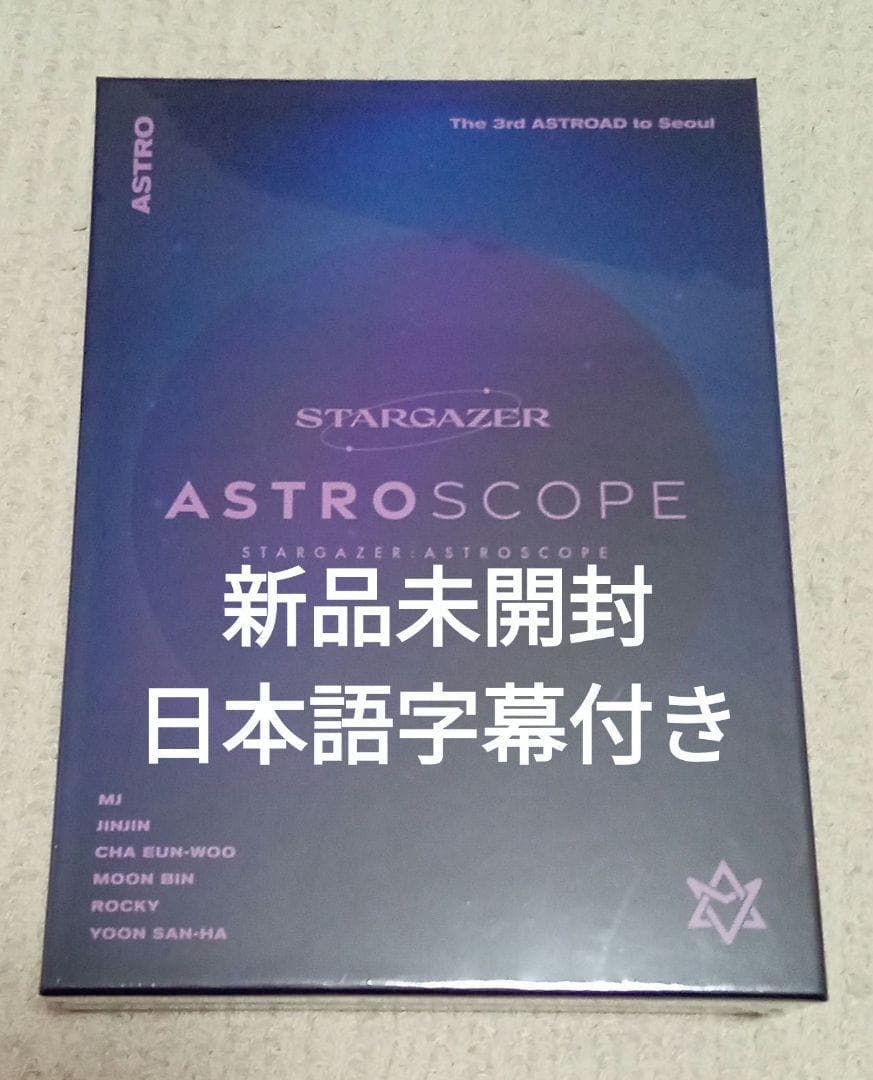 ASTRO
The 3rd ASTROAD to Seoul
STARGAZER
ASTROSCOPE
STARGAZER:ASTROSCOPE
新品未開封
日本語字幕付き
MJ
JINJIN
CHA EUN-WOO
MOON BIN
ROCKY
YOON SAN-HA